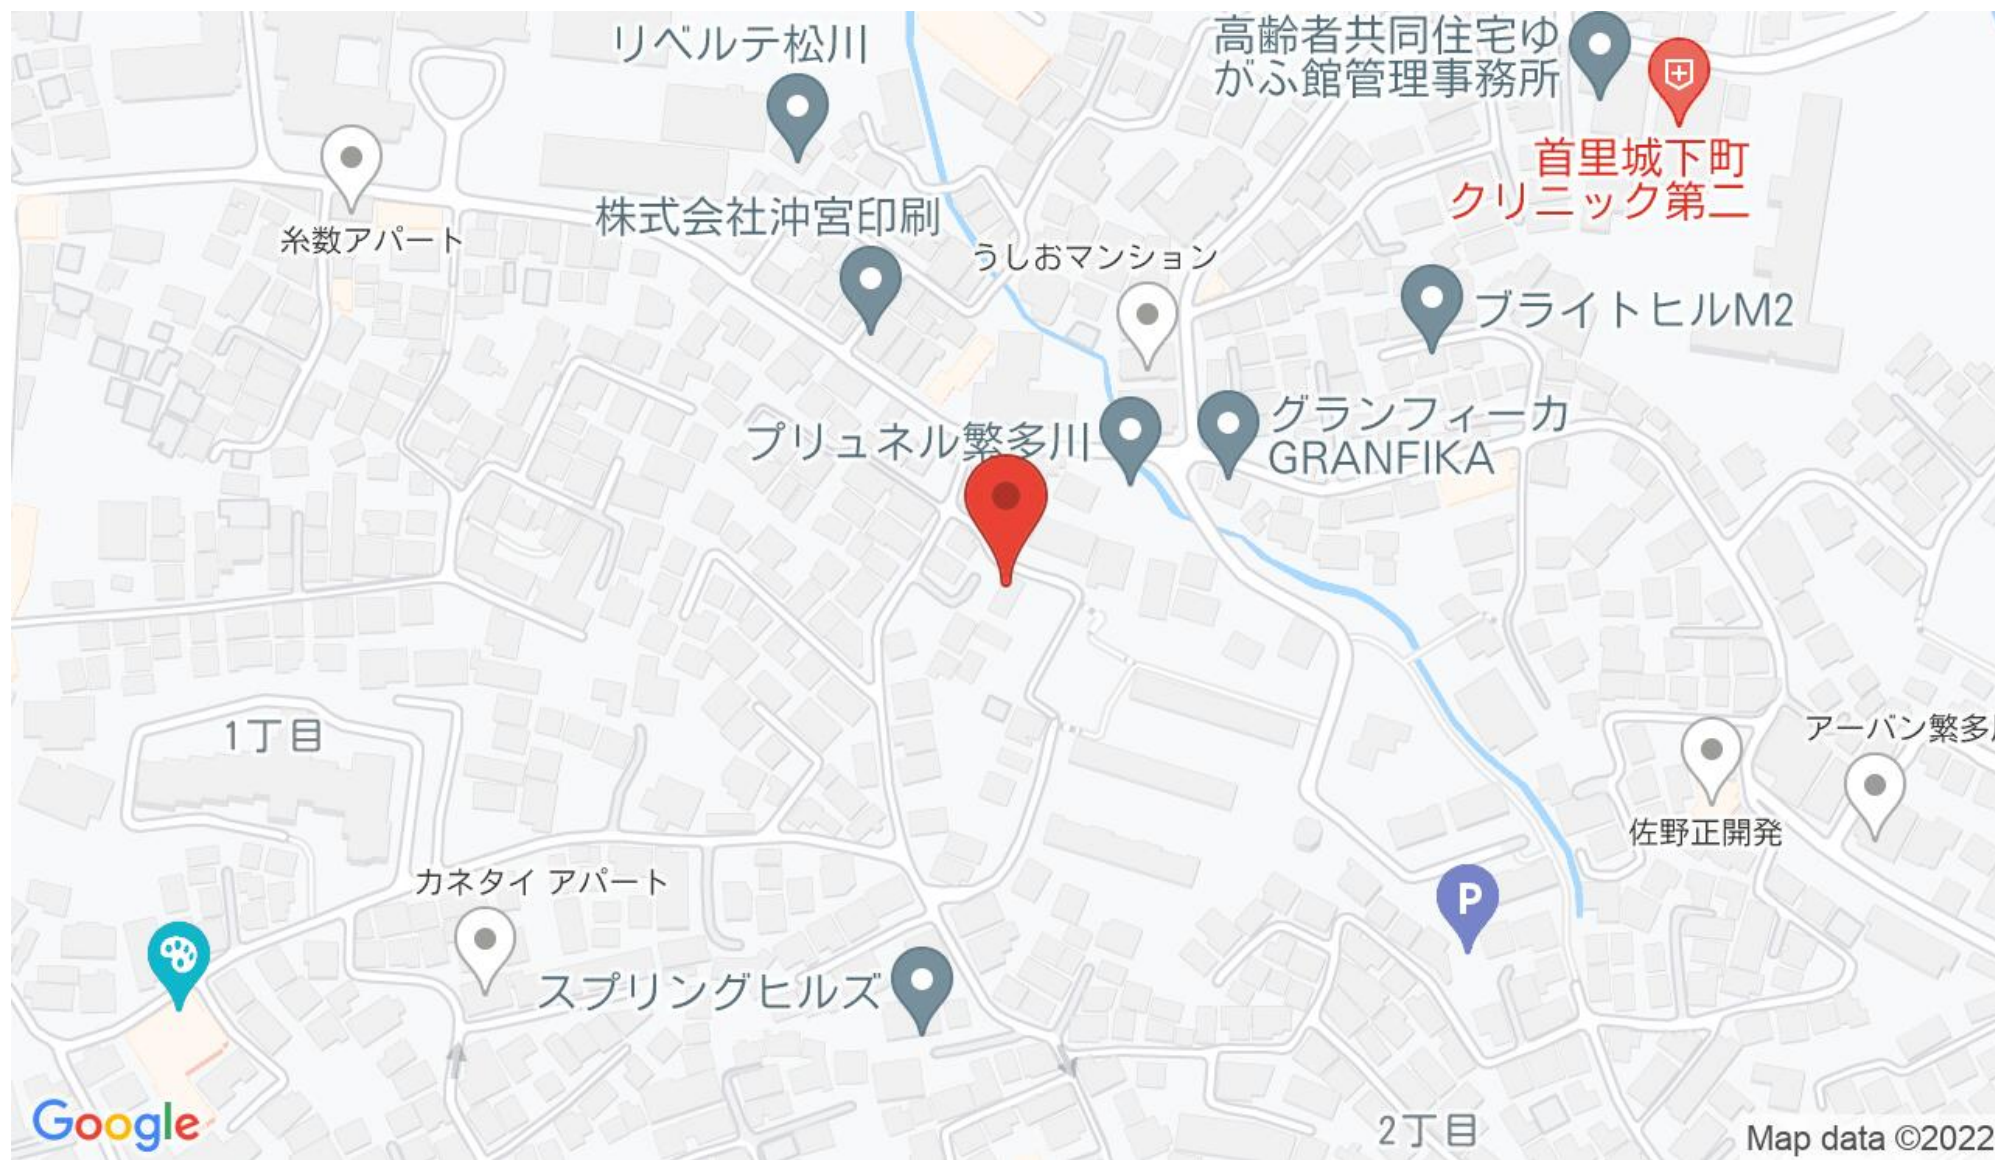 リベルテ松川
高齢者共同住宅ゆ
がふ館管理事務所
首里城下町
クリニック第二
株式会社沖宮印刷
糸数アパート
うしおマンション
ブライトヒルM2
プリュネル繁多川
グランフィーカ
GRANFIKA
1丁目
アーバン繁多川
佐野正開発
カネタイ アパート
P
スプリングヒルズ
2丁目
Google
Map data ©2022